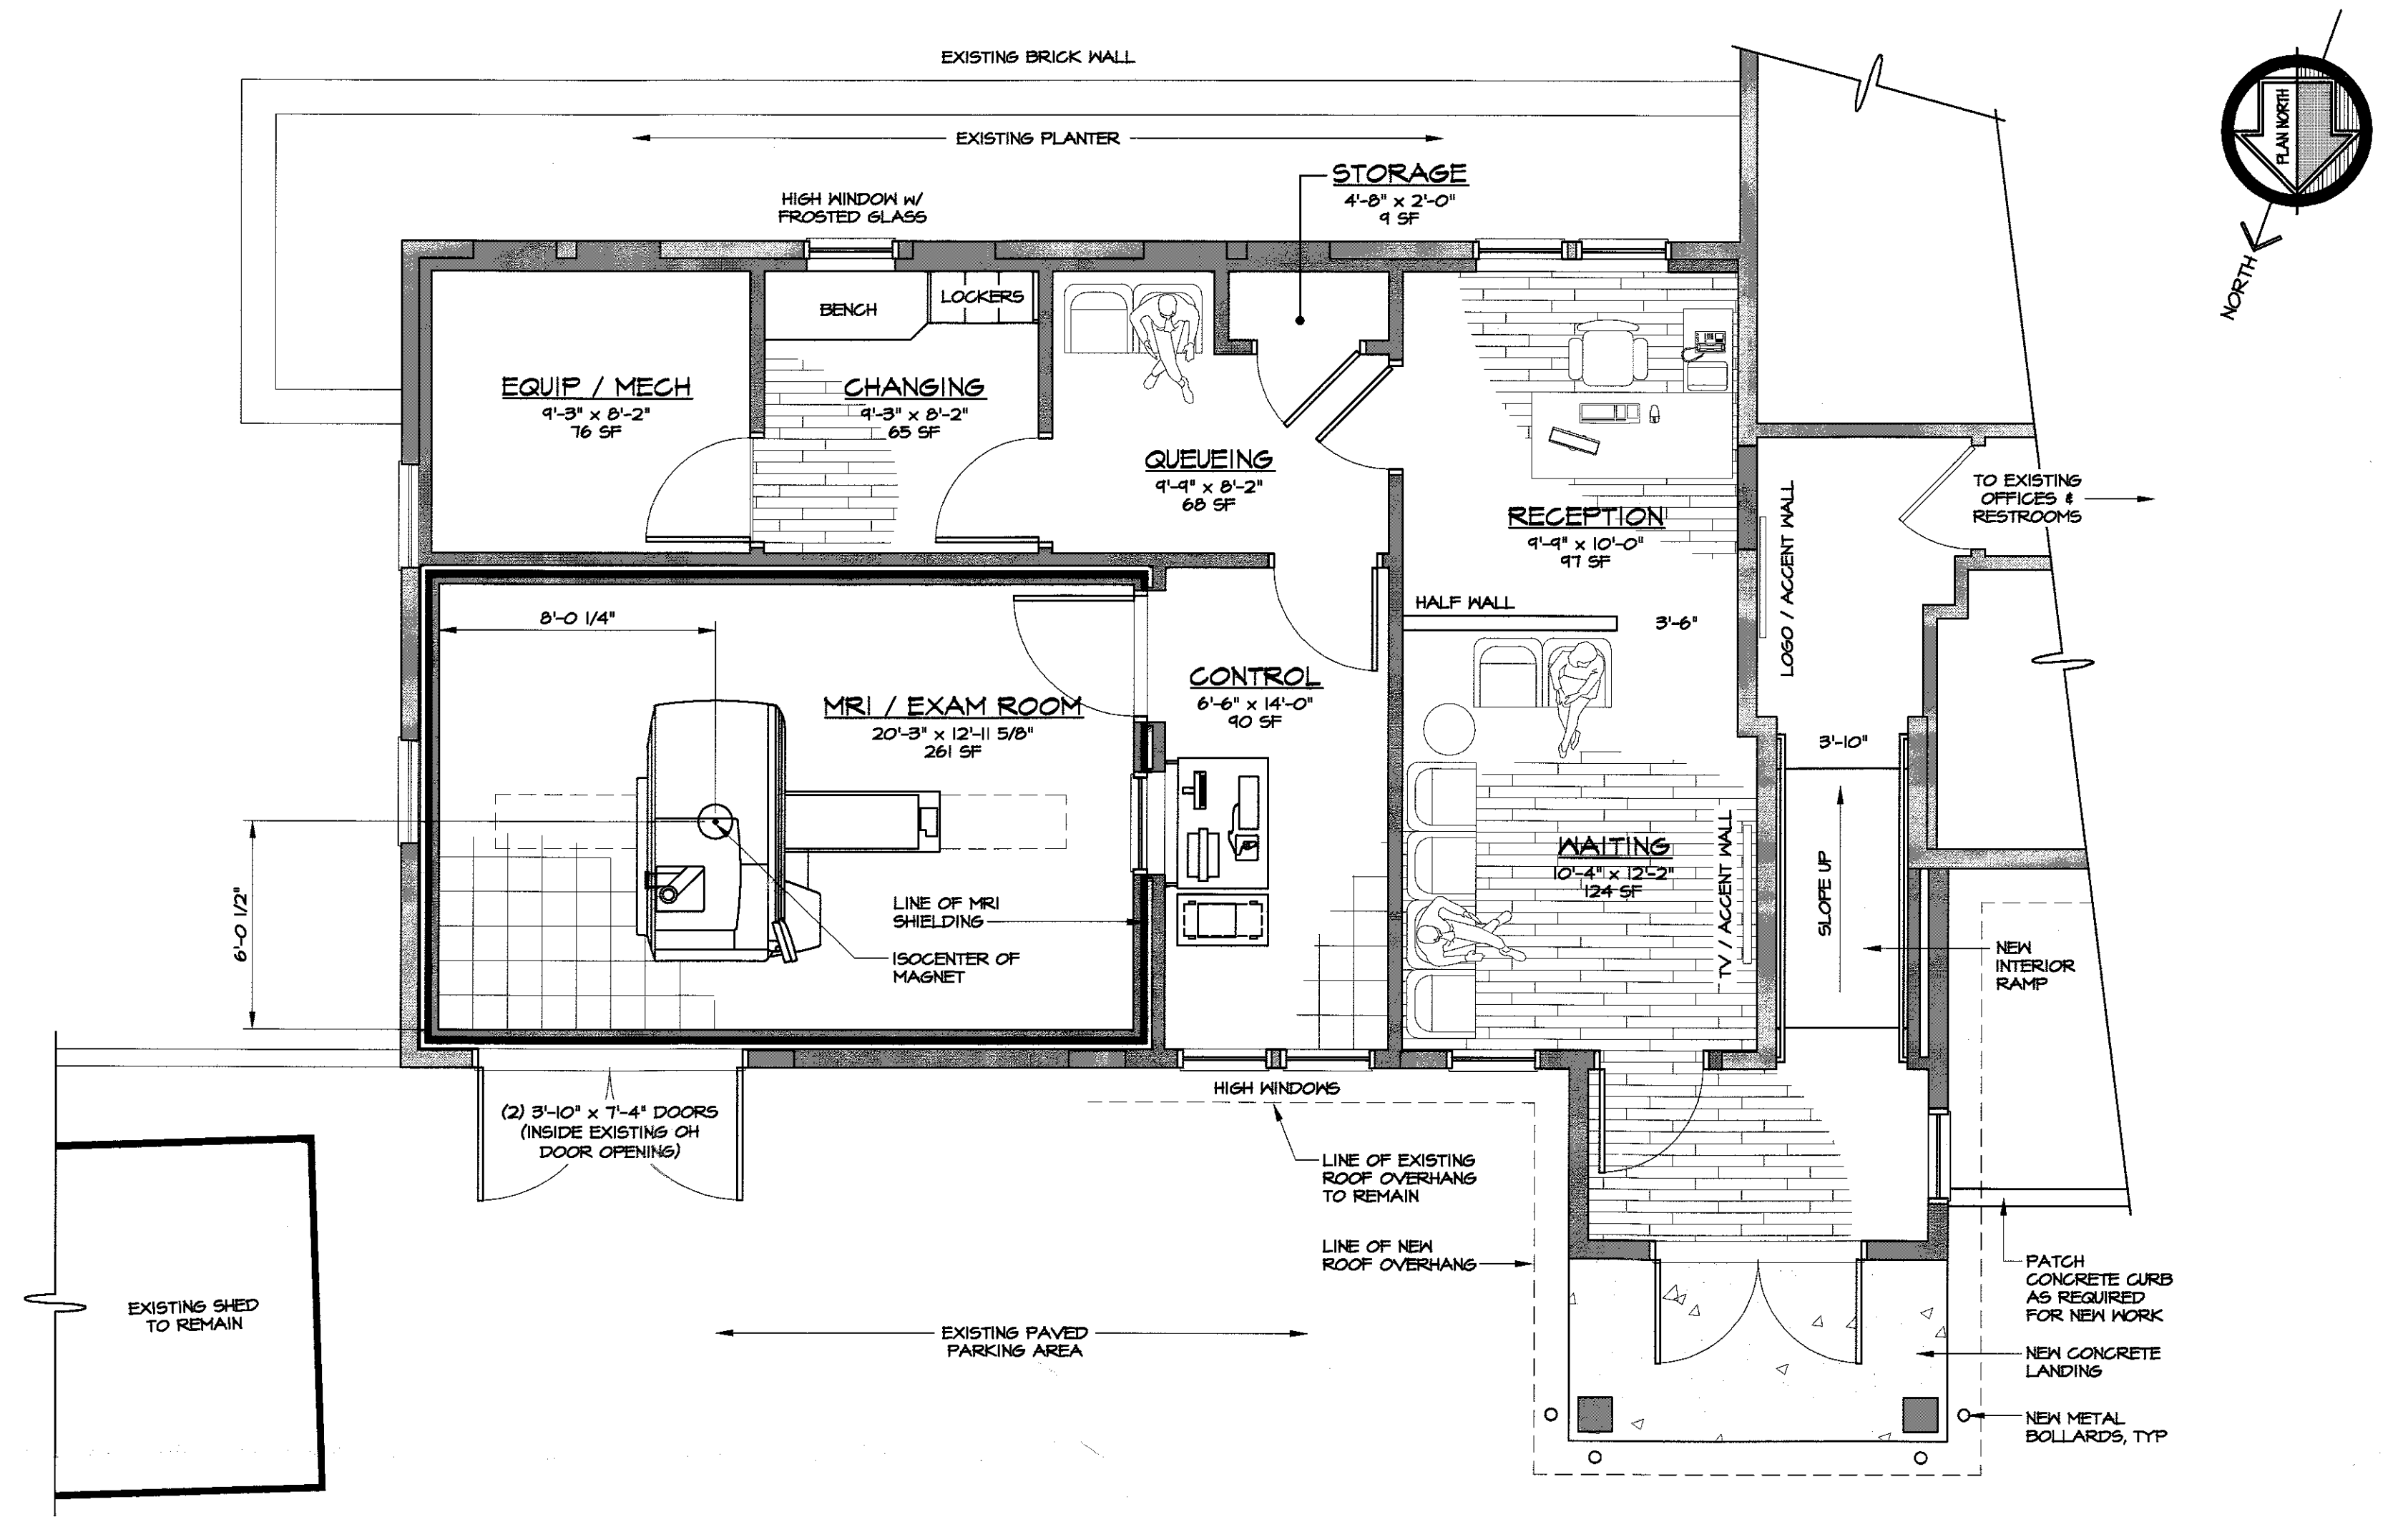 EXISTING BRICK WALL
EXISTING PLANTER
PLAN NORTH
NORTH
STORAGE
4'-8" x 2'-0"
9 SF
HIGH WINDOW w/
FROSTED GLASS
BENCH
LOCKERS
EQUIP / MECH
9'-3" x 8'-2"
76 SF
CHANGING
9'-3" x 8'-2"
65 SF
QUEUEING
9'-9" x 8'-2"
68 SF
RECEPTION
9'-9" x 10'-0"
97 SF
LOGO / ACCENT WALL
TO EXISTING
OFFICES &
RESTROOMS
HALF WALL
3'-6"
8'-0 1/4"
MRI / EXAM ROOM
20'-3" x 12'-11 5/8"
261 SF
CONTROL
6'-6" x 14'-0"
90 SF
3'-10"
WAITING
10'-4" x 12'-2"
124 SF
TV / ACCENT WALL
SLOPE UP
6'-0 1/2"
LINE OF MRI
SHIELDING
ISOCENTER OF
MAGNET
NEW
INTERIOR
RAMP
HIGH WINDOWS
(2) 3'-10" x 7'-4" DOORS
(INSIDE EXISTING OH
DOOR OPENING)
LINE OF EXISTING
ROOF OVERHANG
TO REMAIN
LINE OF NEW
ROOF OVERHANG
PATCH
CONCRETE CURB
AS REQUIRED
FOR NEW WORK
EXISTING SHED
TO REMAIN
EXISTING PAVED
PARKING AREA
NEW CONCRETE
LANDING
NEW METAL
BOLLARDS, TYP